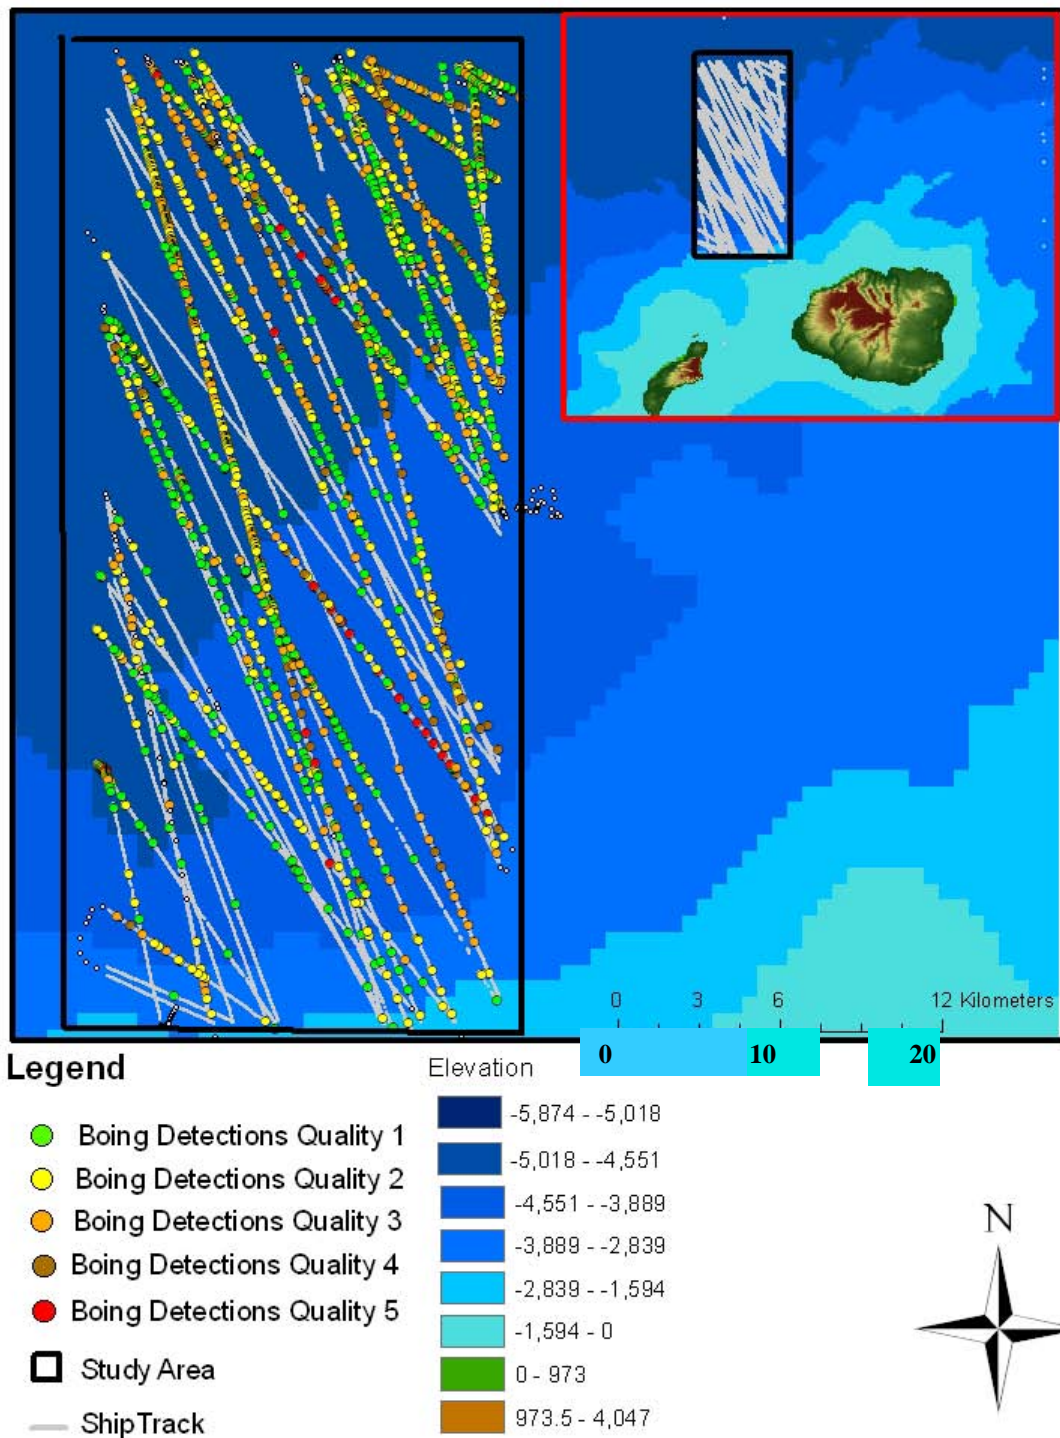 0 3 6 12 Kilometers
0 10 20
Legend
Boing Detections Quality 1
Boing Detections Quality 2
Boing Detections Quality 3
Boing Detections Quality 4
Boing Detections Quality 5
Study Area
Ship Track
Elevation
-5,874 - -5,018
-5,018 - -4,551
-4,551 - -3,889
-3,889 - -2,839
-2,839 - -1,594
-1,594 - 0
0 - 973
973.5 - 4,047
N